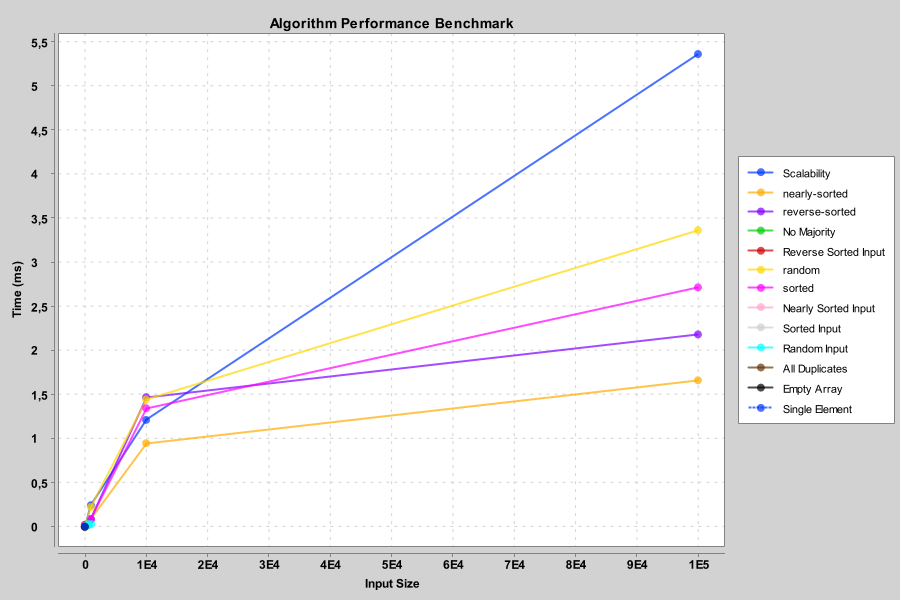 Algorithm Performance Benchmark
5,5
5
4,5
4
3,5
3
2,5
2
1,5
1
0,5
0
Time (ms)
0 1E4 2E4 3E4 4E4 5E4 6E4 7E4 8E4 9E4 1E5
Input Size
Scalability
nearly-sorted
reverse-sorted
No Majority
Reverse Sorted Input
random
sorted
Nearly Sorted Input
Sorted Input
Random Input
All Duplicates
Empty Array
Single Element